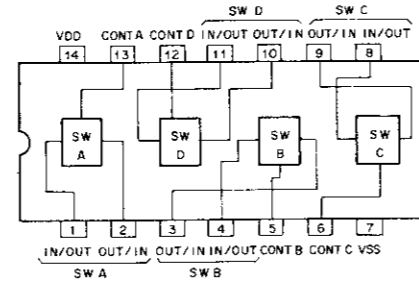 SW D SW C
VDD CONT A CONT D IN/OUT OUT/IN OUT/IN IN/OUT
14 13 12 11 10 9 8
SW A
SW D
SW B
SW C
1 2 3 4 5 6 7
IN/OUT OUT/IN OUT/IN IN/OUT CONT B CONT C VSS
SW A SW B